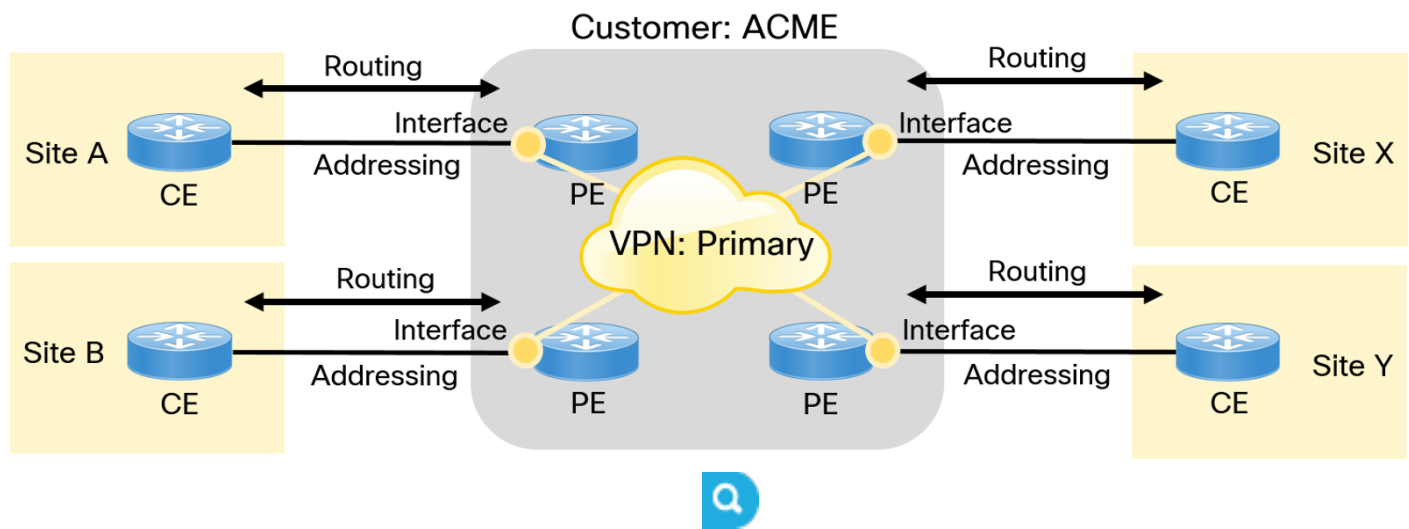 Customer: ACME
Routing
Routing
Interface
Interface
Site A
Addressing
Addressing
Site X
CE
PE
PE
CE
VPN: Primary
Routing
Routing
Interface
Interface
Site B
Addressing
Addressing
Site Y
CE
PE
PE
CE